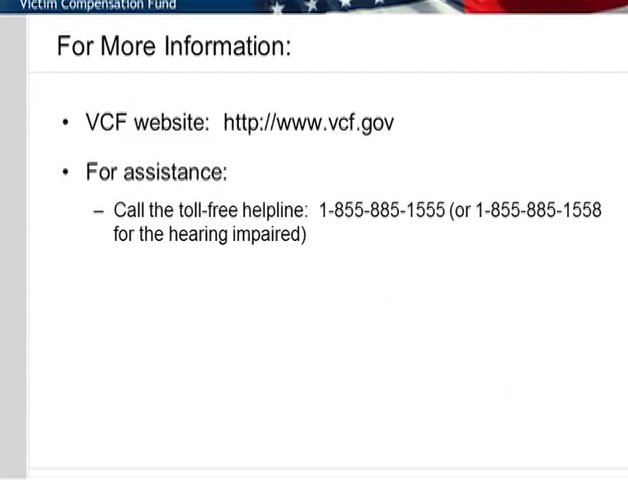 Victim Compensation Fund
For More Information:
• VCF website: http://www.vcf.gov
• For assistance:
– Call the toll-free helpline: 1-855-885-1555 (or 1-855-885-1558
for the hearing impaired)